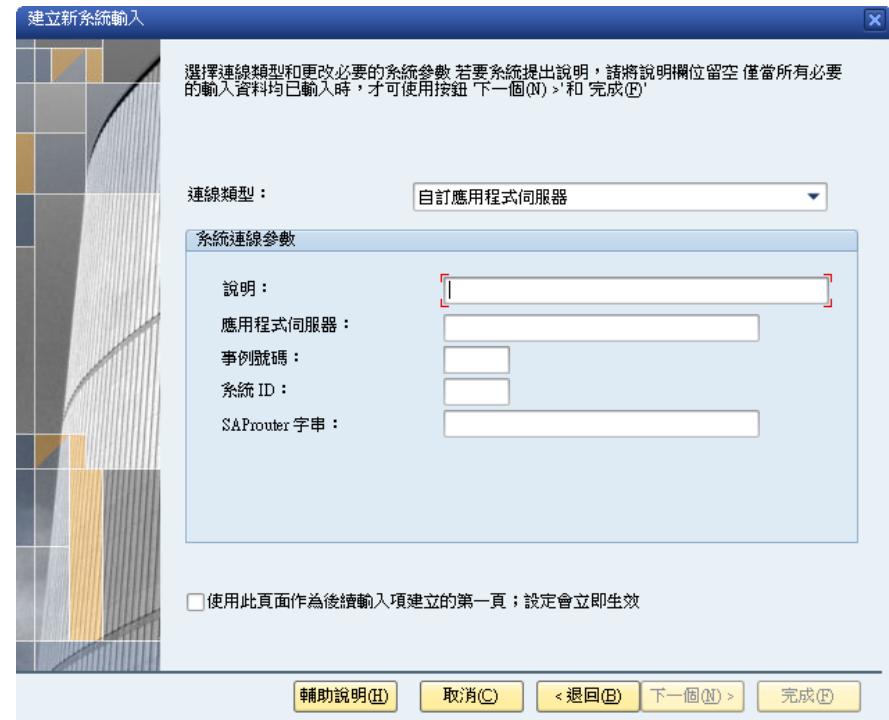 建立新系統輸入
選擇連線類型和更改必要的系統參數 若要系統提出說明，請將說明欄位留空 僅當所有必要
的輸入資料均已輸入時，才可使用按鈕 '下一個(N) >'和 '完成(F)'
連線類型：
自訂應用程式伺服器
系統連線參數
說明：
應用程式伺服器：
事例號碼：
系統 ID：
SAProuter 字串：
使用此頁面作為後續輸入項建立的第一頁；設定會立即生效
輔助說明(H) 取消(C) < 退回(B) 下一個(N) > 完成(F)